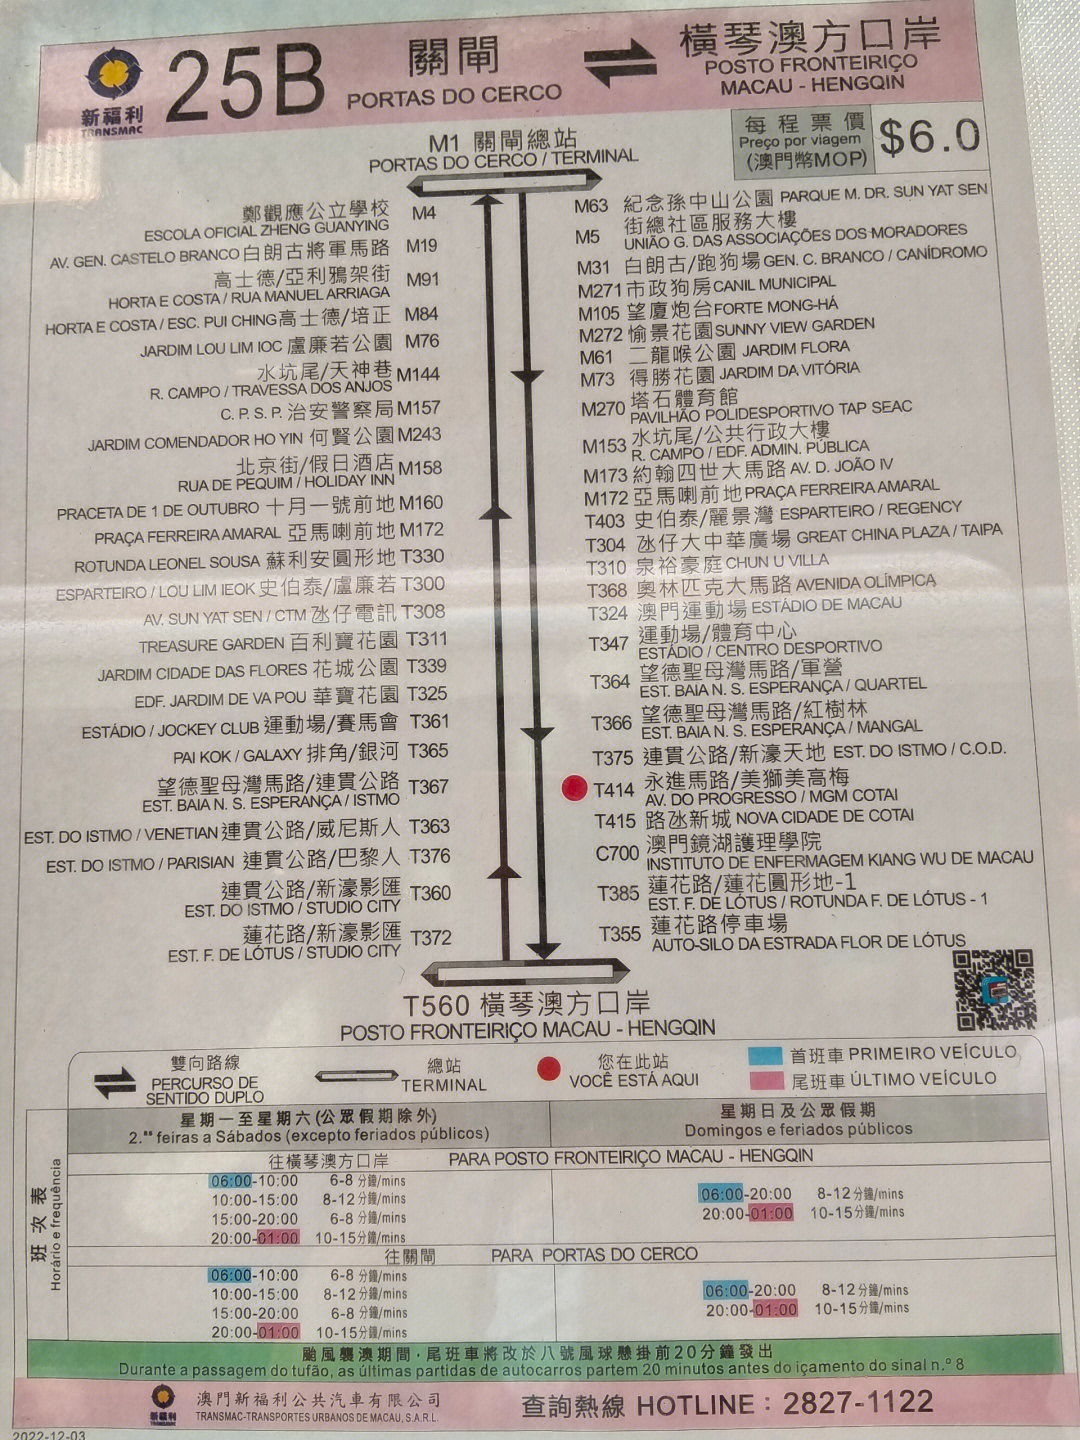 新福利
TRANSMAC
25B
關閘
PORTAS DO CERCO
橫琴澳方口岸
POSTO FRONTEIRIÇO
MACAU - HENGQIN
每程票價
Preço por viagem
(澳門幣MOP)
$6.0
M1 關閘總站
PORTAS DO CERCO / TERMINAL
鄭觀應公立學校 M4
ESCOLA OFICIAL ZHENG GUANYING
AV. GEN. CASTELO BRANCO 白朗古將軍馬路 M19
高士德/亞利鴉架街 M91
HORTA E COSTA / RUA MANUEL ARRIAGA
HORTA E COSTA / ESC. PUI CHING 高士德/培正 M84
JARDIM LOU LIM IOC 盧廉若公園 M76
水坑尾/天神巷 M144
R. CAMPO / TRAVESSA DOS ANJOS
C. P. S. P. 治安警察局 M157
JARDIM COMENDADOR HO YIN 何賢公園 M243
北京街/假日酒店 M158
RUA DE PEQUIM / HOLIDAY INN
PRACETA DE 1 DE OUTUBRO 十月一號前地 M160
PRAÇA FERREIRA AMARAL 亞馬喇前地 M172
ROTUNDA LEONEL SOUSA 蘇利安圓形地 T330
ESPARTEIRO / LOU LIM IEOK 史伯泰/盧廉若 T300
AV. SUN YAT SEN / CTM 氹仔電訊 T308
TREASURE GARDEN 百利寶花園 T311
JARDIM CIDADE DAS FLORES 花城公園 T339
EDF. JARDIM DE VA POU 華寶花園 T325
ESTÁDIO / JOCKEY CLUB 運動場/賽馬會 T361
PAI KOK / GALAXY 排角/銀河 T365
望德聖母灣馬路/連貫公路 T367
EST. BAIA N. S. ESPERANÇA / ISTMO
EST. DO ISTMO / VENETIAN 連貫公路/威尼斯人 T363
EST. DO ISTMO / PARISIAN 連貫公路/巴黎人 T376
連貫公路/新濠影匯 T360
EST. DO ISTMO / STUDIO CITY
蓮花路/新濠影匯 T372
EST. F. DE LÓTUS / STUDIO CITY
M63 紀念孫中山公園 PARQUE M. DR. SUN YAT SEN
M5 街總社區服務大樓
UNIÃO G. DAS ASSOCIAÇÕES DOS MORADORES
M31 白朗古/跑狗場 GEN. C. BRANCO / CANÍDROMO
M271 市政狗房 CANIL MUNICIPAL
M105 望廈炮台 FORTE MONG-HÁ
M272 愉景花園 SUNNY VIEW GARDEN
M61 二龍喉公園 JARDIM FLORA
M73 得勝花園 JARDIM DA VITÓRIA
M270 塔石體育館
PAVILHÃO POLIDESPORTIVO TAP SEAC
M153 水坑尾/公共行政大樓
R. CAMPO / EDF. ADMIN. PÚBLICA
M173 約翰四世大馬路 AV. D. JOÃO IV
M172 亞馬喇前地 PRAÇA FERREIRA AMARAL
T403 史伯泰/麗景灣 ESPARTEIRO / REGENCY
T304 氹仔大中華廣場 GREAT CHINA PLAZA / TAIPA
T310 泉裕豪庭 CHUN U VILLA
T368 奧林匹克大馬路 AVENIDA OLÍMPICA
T324 澳門運動場 ESTÁDIO DE MACAU
T347 運動場/體育中心
ESTÁDIO / CENTRO DESPORTIVO
T364 望德聖母灣馬路/軍營
EST. BAIA N. S. ESPERANÇA / QUARTEL
T366 望德聖母灣馬路/紅樹林
EST. BAIA N. S. ESPERANÇA / MANGAL
T375 連貫公路/新濠天地 EST. DO ISTMO / C.O.D.
T414 永進馬路/美獅美高梅
AV. DO PROGRESSO / MGM COTAI
T415 路氹新城 NOVA CIDADE DE COTAI
C700 澳門鏡湖護理學院
INSTITUTO DE ENFERMAGEM KIANG WU DE MACAU
T385 蓮花路/蓮花圓形地-1
EST. F. DE LÓTUS / ROTUNDA F. DE LÓTUS - 1
T355 蓮花路停車場
AUTO-SILO DA ESTRADA FLOR DE LÓTUS
T560 橫琴澳方口岸
POSTO FRONTEIRIÇO MACAU - HENGQIN
雙向路線
PERCURSO DE
SENTIDO DUPLO
總站
TERMINAL
您在此站
VOCÊ ESTÁ AQUI
首班車 PRIMEIRO VEÍCULO
尾班車 ÚLTIMO VEÍCULO
班次表
Horário e frequência
星期一至星期六(公眾假期除外)
2.ªˢ feiras a Sábados (excepto feriados públicos)
星期日及公眾假期
Domingos e feriados públicos
往橫琴澳方口岸 PARA POSTO FRONTEIRIÇO MACAU - HENGQIN
06:00-10:00 6-8 分鐘/mins
10:00-15:00 8-12 分鐘/mins
15:00-20:00 6-8 分鐘/mins
20:00-01:00 10-15分鐘/mins
06:00-20:00 8-12分鐘/mins
20:00-01:00 10-15分鐘/mins
往關閘 PARA PORTAS DO CERCO
06:00-10:00 6-8 分鐘/mins
10:00-15:00 8-12 分鐘/mins
15:00-20:00 6-8 分鐘/mins
20:00-01:00 10-15分鐘/mins
06:00-20:00 8-12分鐘/mins
20:00-01:00 10-15分鐘/mins
颱風襲澳期間，尾班車將改於八號風球懸掛前20分鐘發出
Durante a passagem do tufão, as últimas partidas de autocarros partem 20 minutos antes do içamento do sinal n.º 8
新福利
TRANSMAC
澳門新福利公共汽車有限公司
TRANSMAC-TRANSPORTES URBANOS DE MACAU, S.A.R.L.
查詢熱線 HOTLINE：2827-1122
2022-12-03